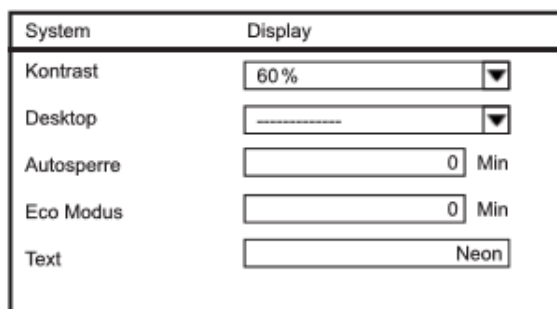 System Display
Kontrast 60 %
Desktop -------------
Autosperre 0 Min
Eco Modus 0 Min
Text Neon